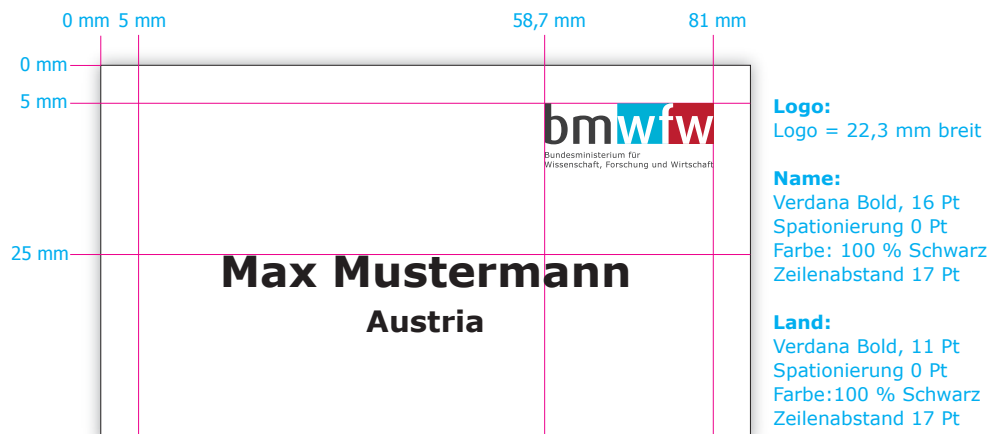 0 mm 5 mm 58,7 mm 81 mm
0 mm
5 mm
bmwfw
Bundesministerium für
Wissenschaft, Forschung und Wirtschaft
25 mm
Max Mustermann
Austria
Logo:
Logo = 22,3 mm breit
Name:
Verdana Bold, 16 Pt
Spationierung 0 Pt
Farbe: 100 % Schwarz
Zeilenabstand 17 Pt
Land:
Verdana Bold, 11 Pt
Spationierung 0 Pt
Farbe:100 % Schwarz
Zeilenabstand 17 Pt